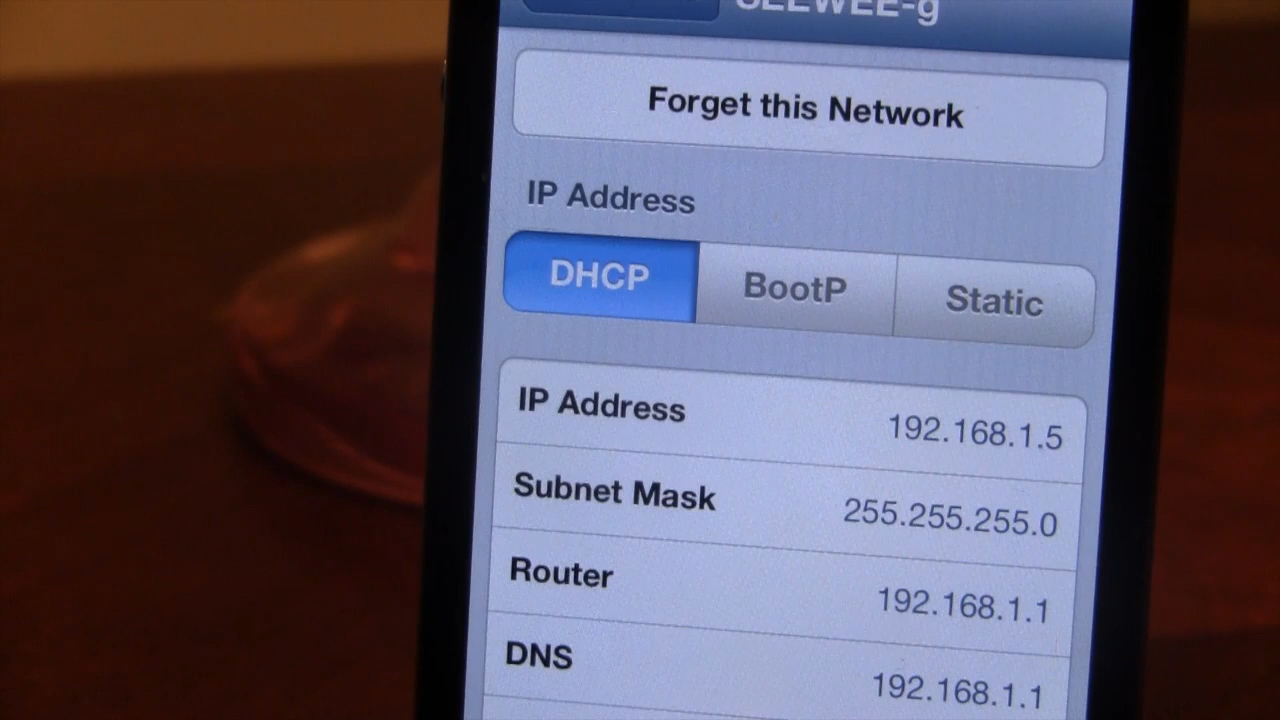 SEEWEE-g
Forget this Network
IP Address
DHCP BootP Static
IP Address 192.168.1.5
Subnet Mask 255.255.255.0
Router 192.168.1.1
DNS 192.168.1.1